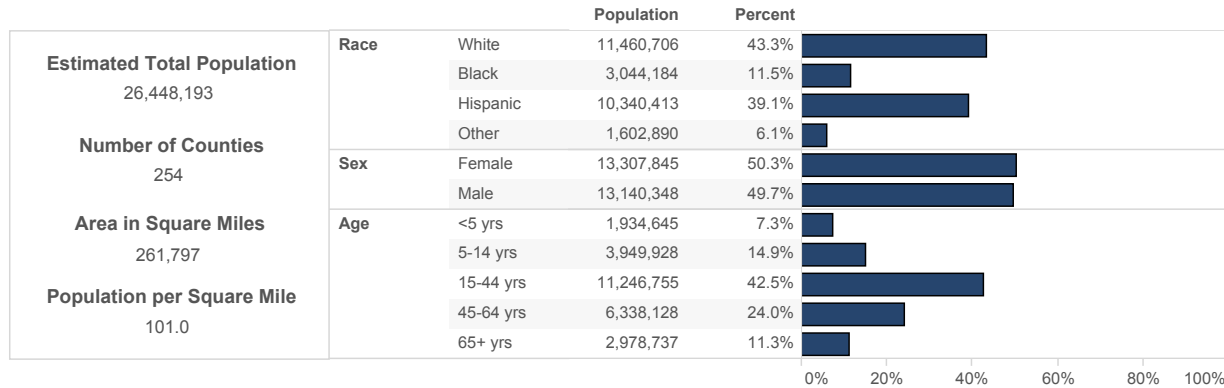 Population Percent
Estimated Total Population
26,448,193
Number of Counties
254
Area in Square Miles
261,797
Population per Square Mile
101.0
Race White 11,460,706 43.3%
Black 3,044,184 11.5%
Hispanic 10,340,413 39.1%
Other 1,602,890 6.1%
Sex Female 13,307,845 50.3%
Male 13,140,348 49.7%
Age <5 yrs 1,934,645 7.3%
5-14 yrs 3,949,928 14.9%
15-44 yrs 11,246,755 42.5%
45-64 yrs 6,338,128 24.0%
65+ yrs 2,978,737 11.3%
0% 20% 40% 60% 80% 100%